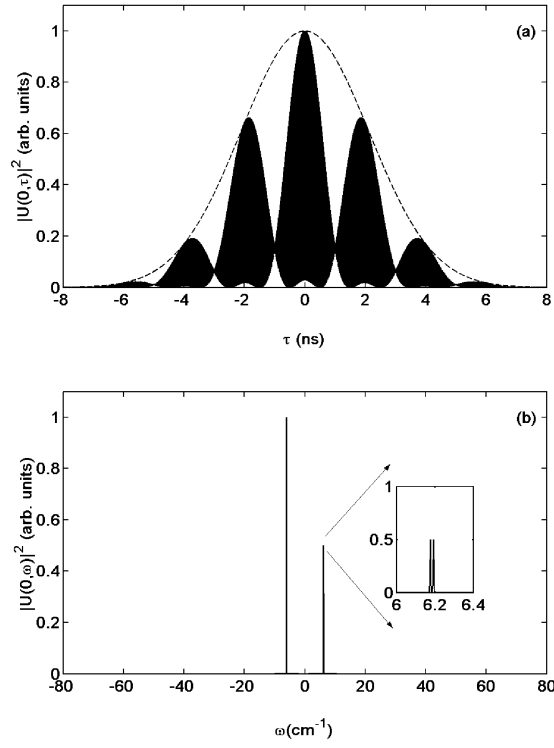 (a)
|U(0,τ)|² (arb. units)
1
0.8
0.6
0.4
0.2
0
-8 -6 -4 -2 0 2 4 6 8
τ (ns)
(b)
|U(0,ω)|² (arb. units)
1
0.8
0.6
0.4
0.2
0
1
0.5
0
6 6.2 6.4
-80 -60 -40 -20 0 20 40 60 80
ω(cm⁻¹)